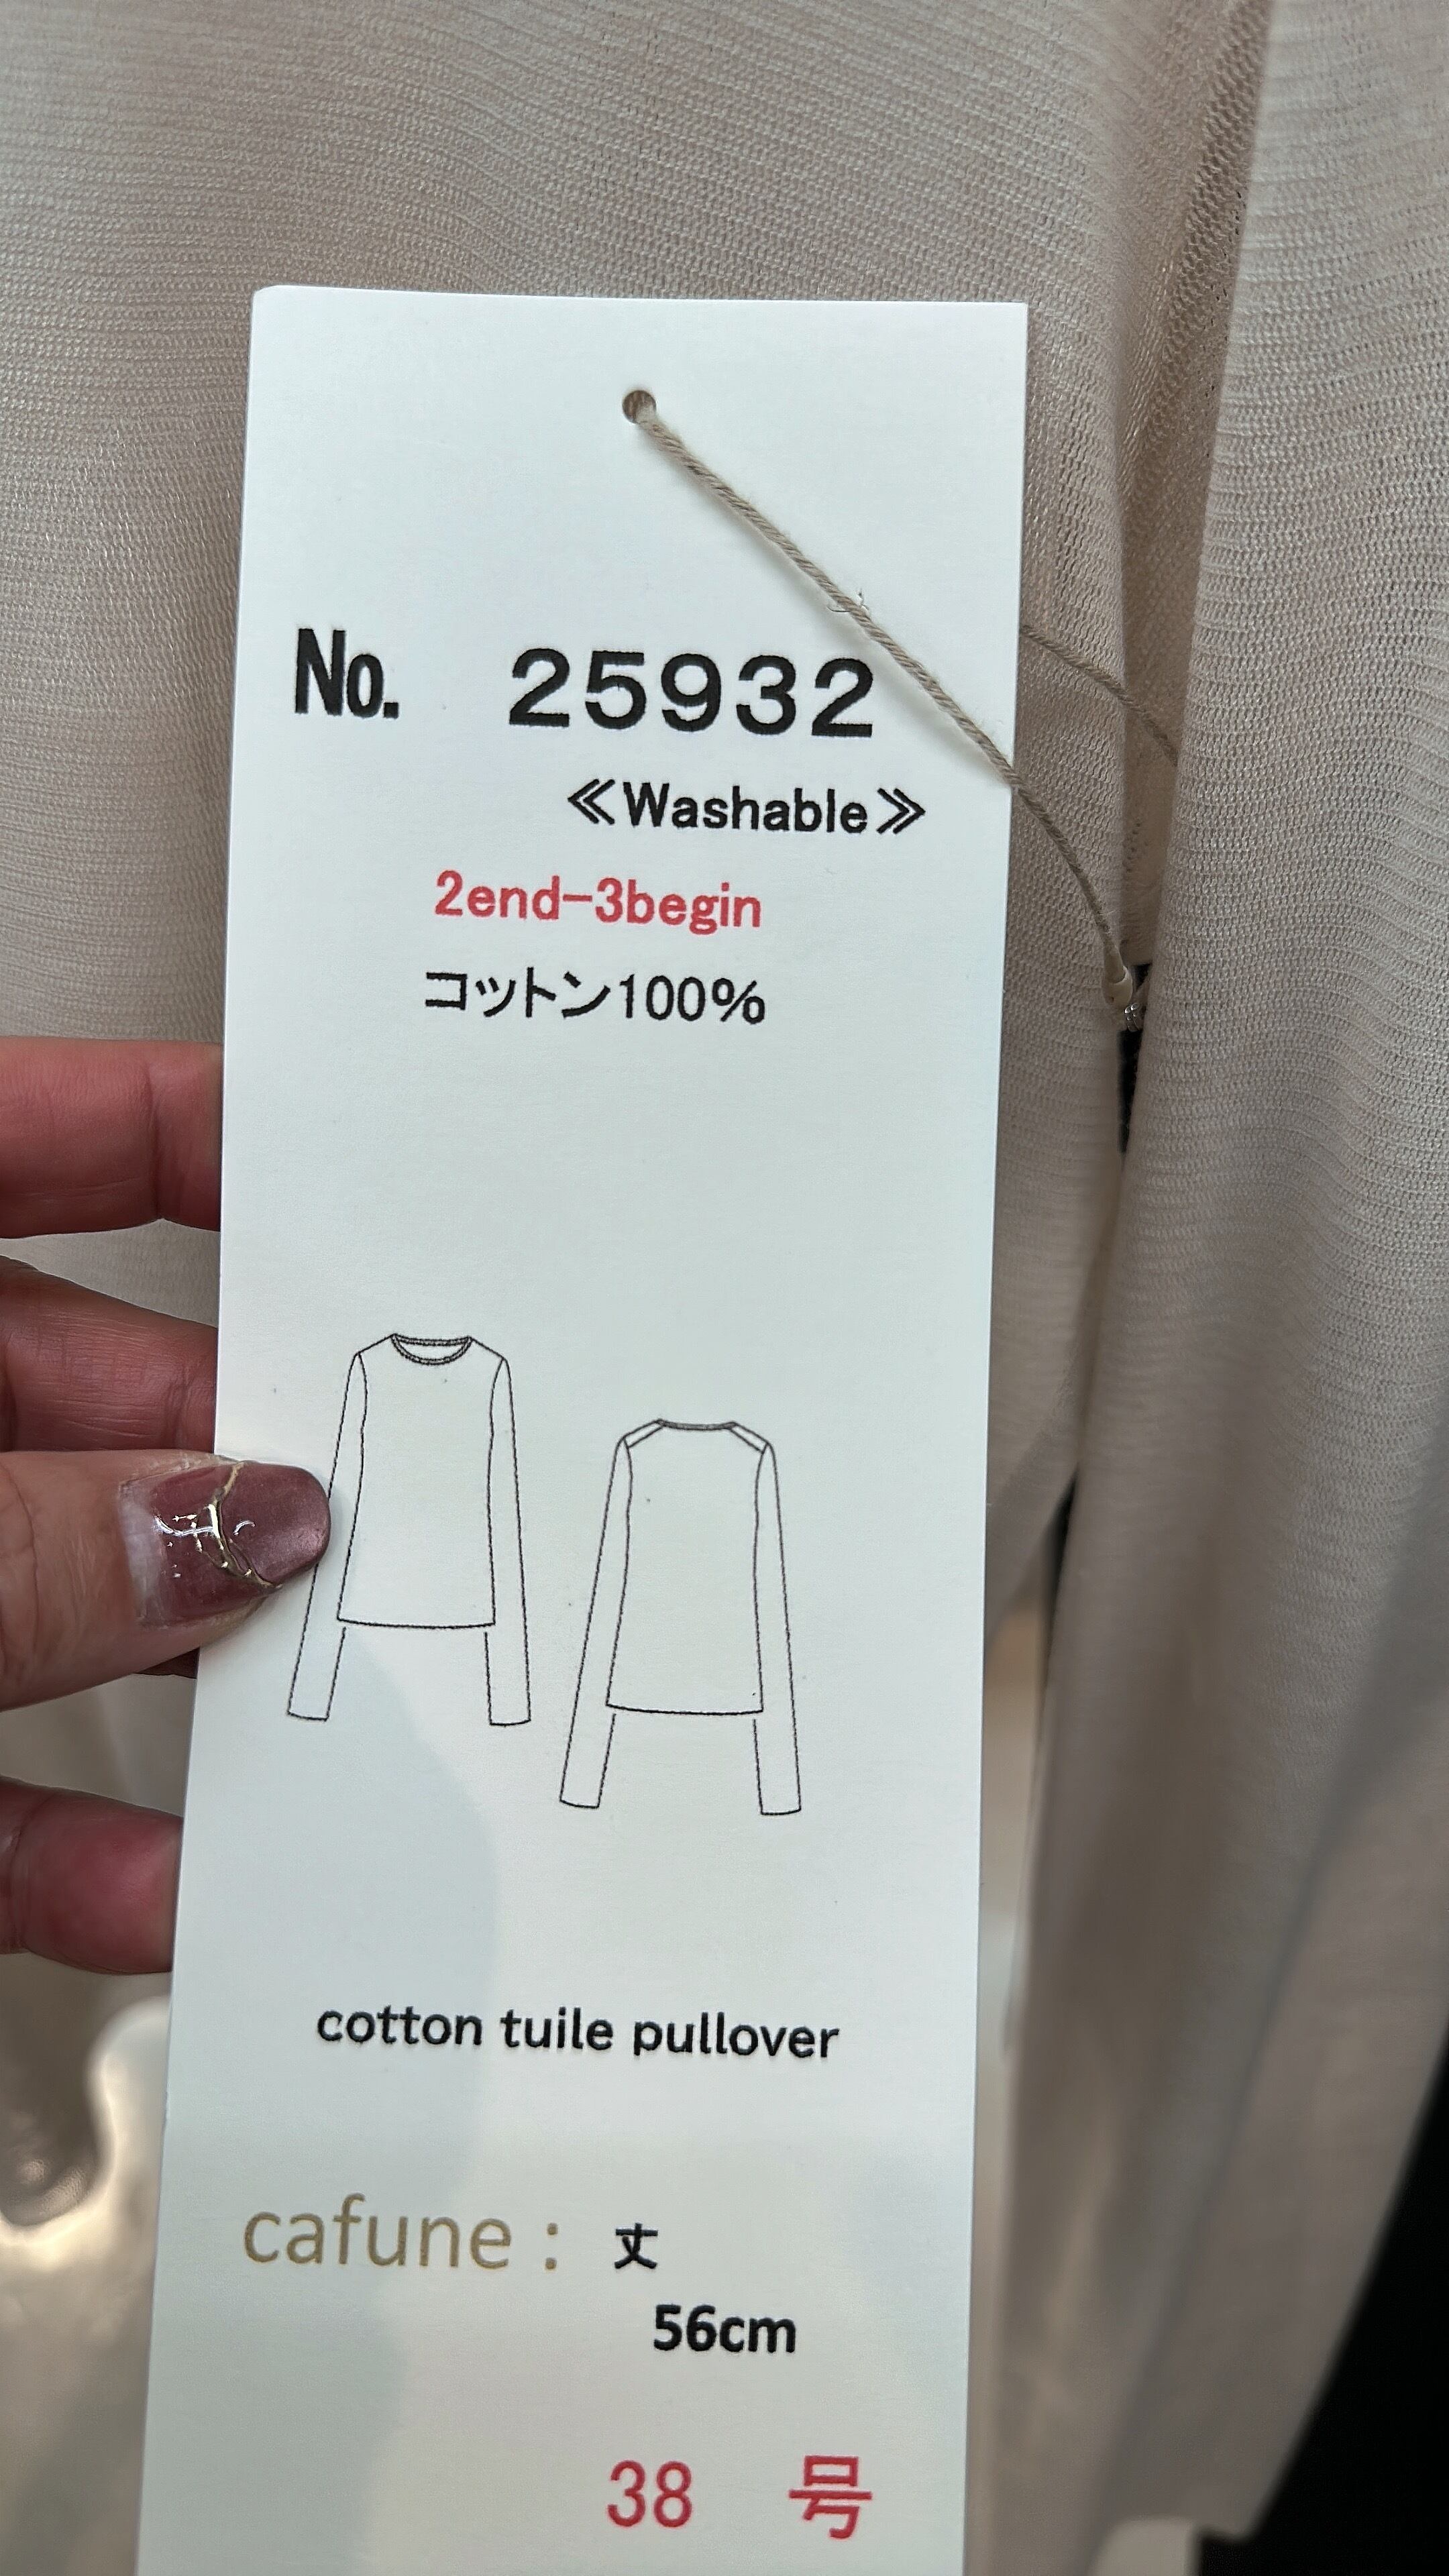 No. 25932
≪Washable≫
2end-3begin
コットン100%
cotton tuile pullover
cafune : 丈
56cm
38 号